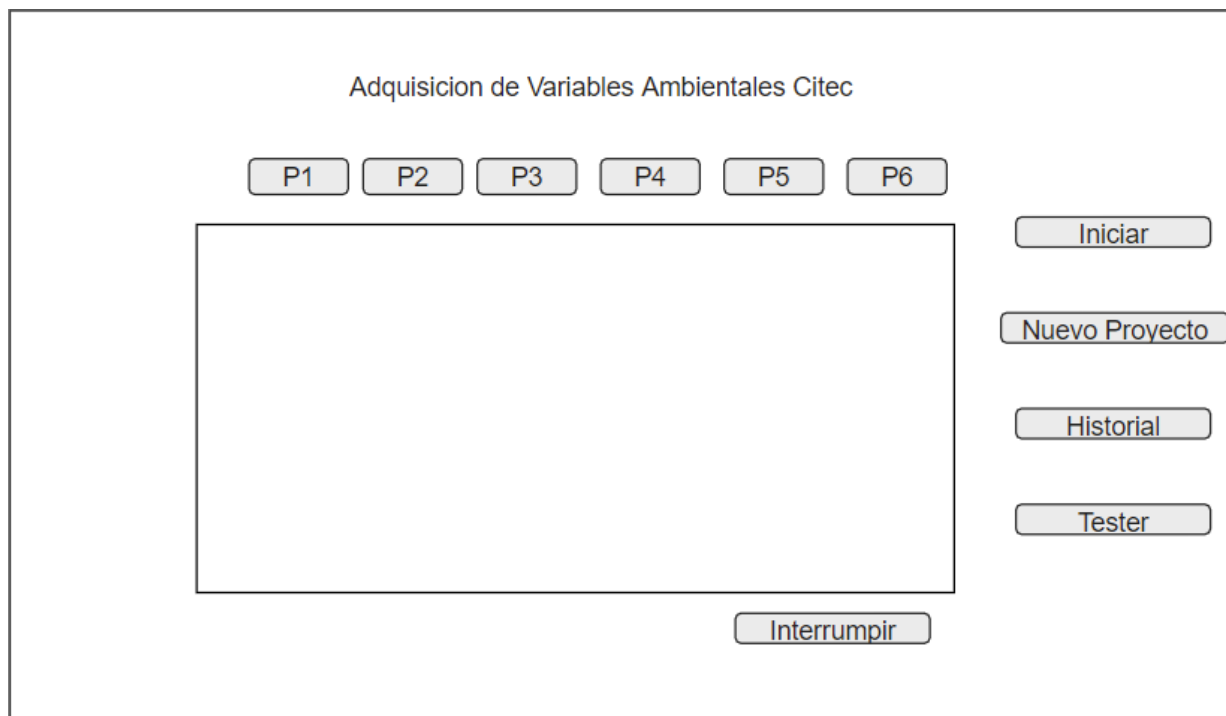 Adquisicion de Variables Ambientales Citec
P1 P2 P3 P4 P5 P6
Iniciar
Nuevo Proyecto
Historial
Tester
Interrumpir